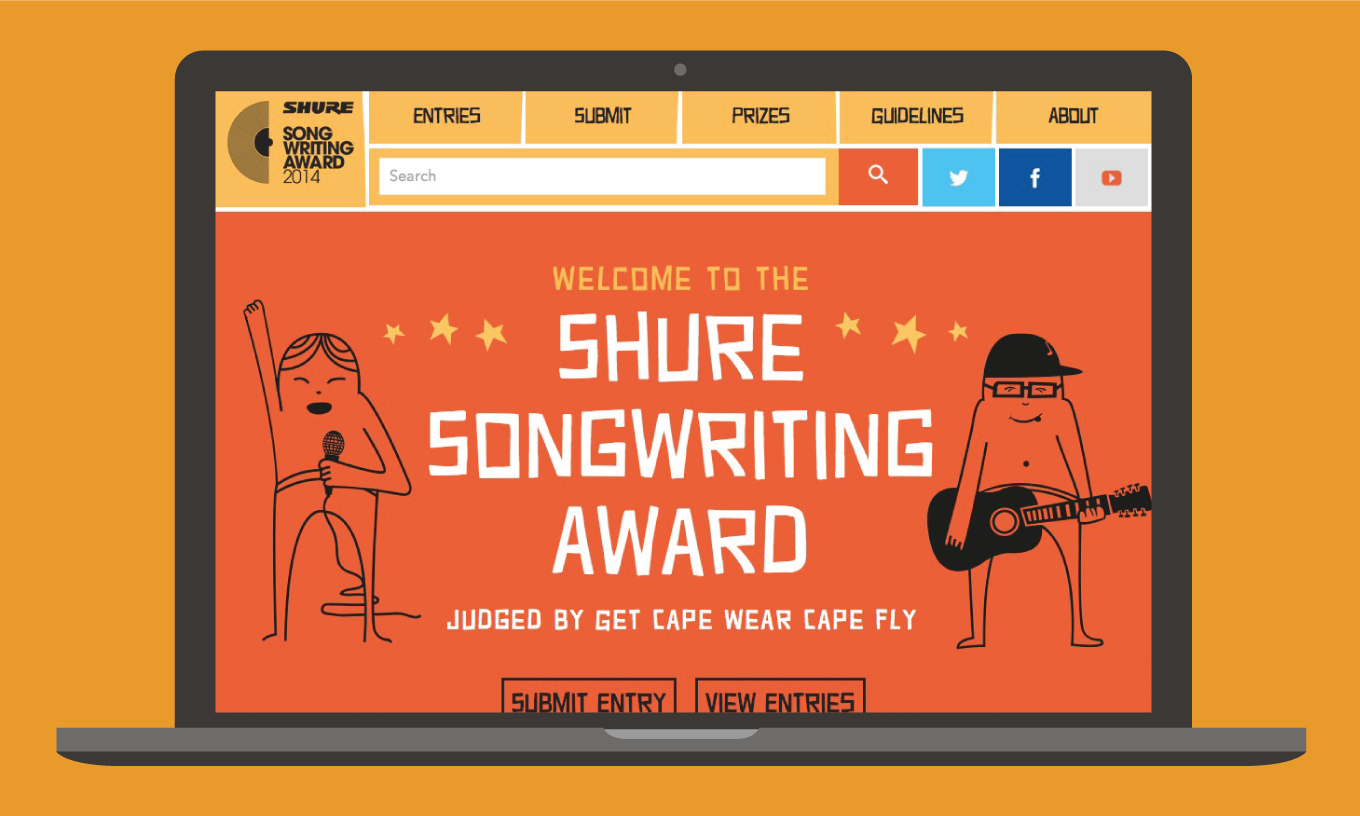 SHURE
SONG
WRITING
AWARD
2014
ENTRIES
SUBMIT
PRIZES
GUIDELINES
ABOUT
Search
WELCOME TO THE
SHURE
SONGWRITING
AWARD
JUDGED BY GET CAPE WEAR CAPE FLY
SUBMIT ENTRY
VIEW ENTRIES